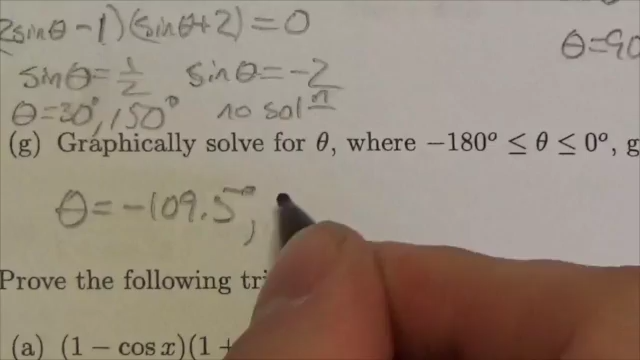 2sinθ − 1)(sinθ + 2) = 0
sinθ = 1/2 sinθ = −2
θ = 90
θ = 30°, 150° no solⁿ
(g) Graphically solve for θ, where −180° ≤ θ ≤ 0°, g
θ = −109.5°,
Prove the following tri
(a) (1 − cos x)(1 +